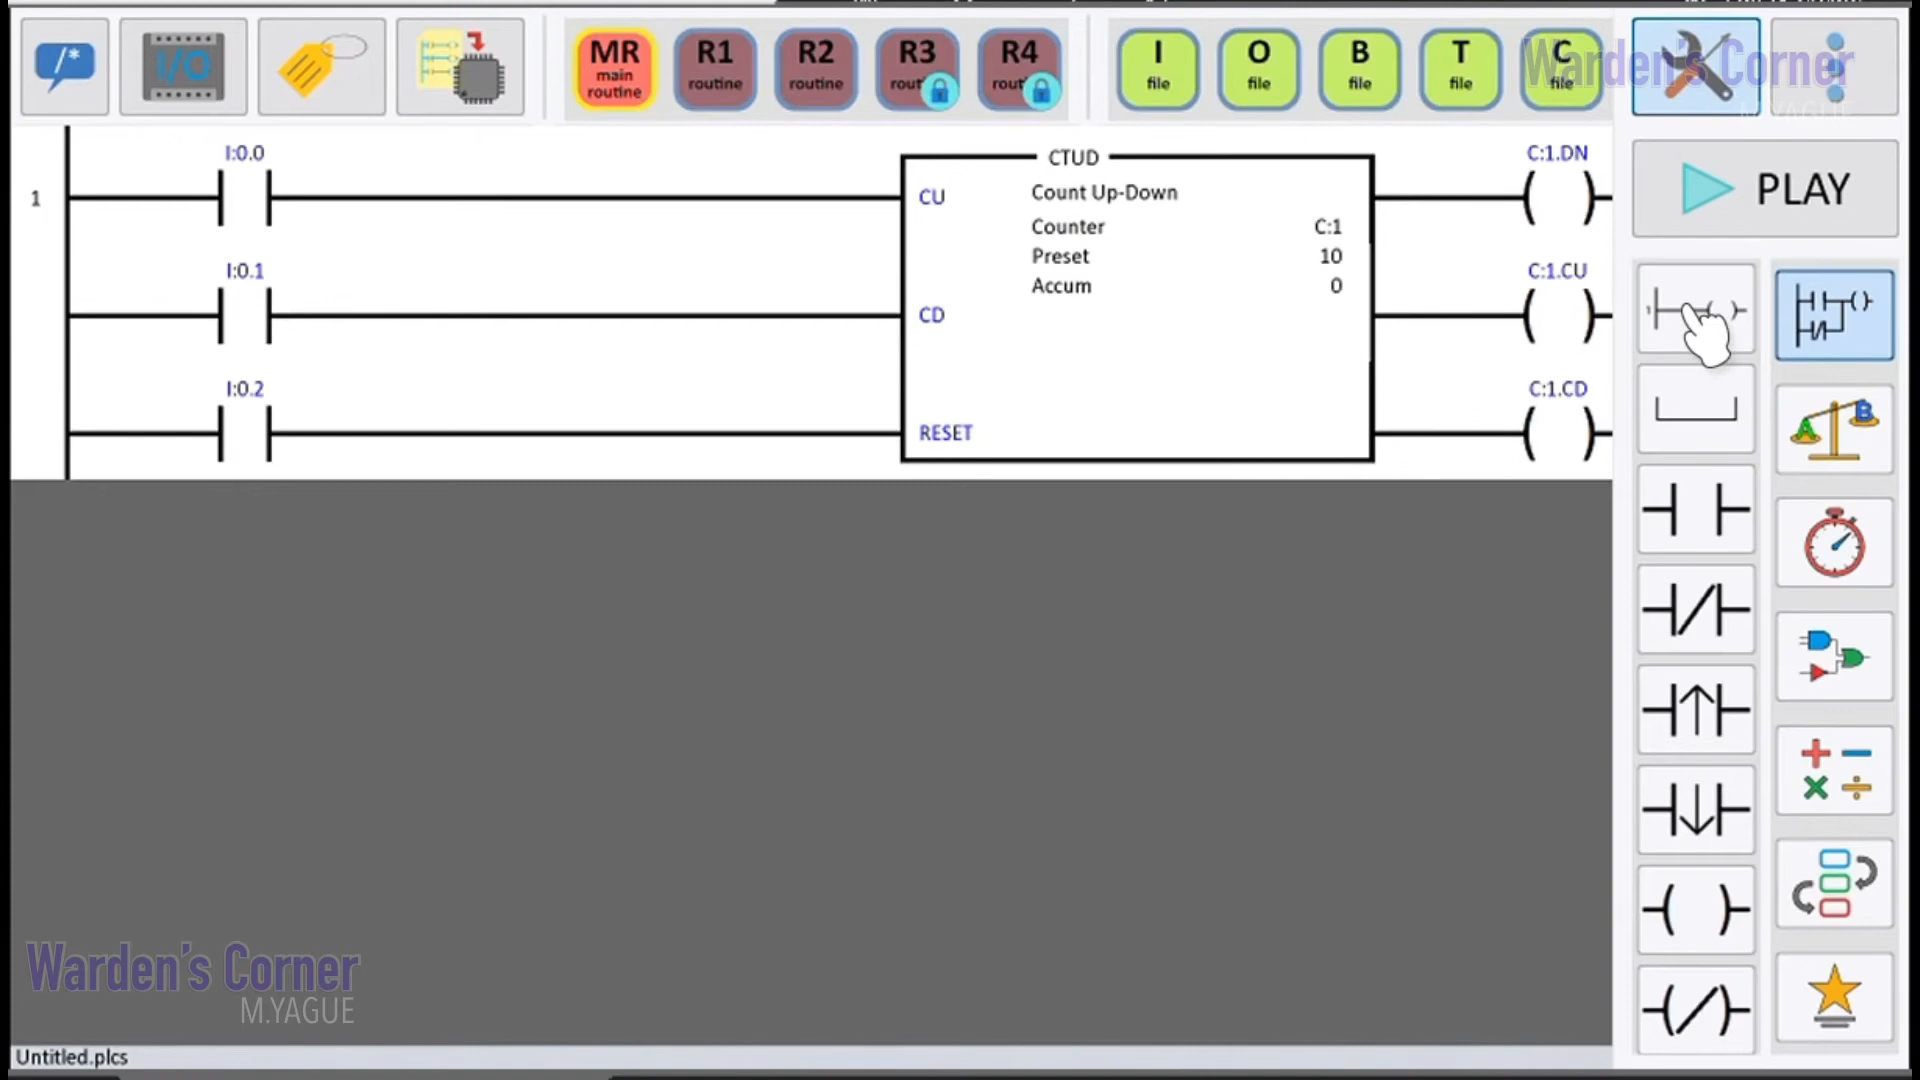 /*
I/O
MR
main
routine
R1
routine
R2
routine
R3
R4
I
file
O
file
B
file
T
file
C
file
Warden's Corner
M.YAGUE
PLAY
1
I:0.0
CTUD
CU
Count Up-Down
Counter
C:1
Preset
10
Accum
0
C:1.DN
I:0.1
CD
C:1.CU
I:0.2
RESET
C:1.CD
1
A
B
Warden's Corner
M.YAGUE
Untitled.plcs